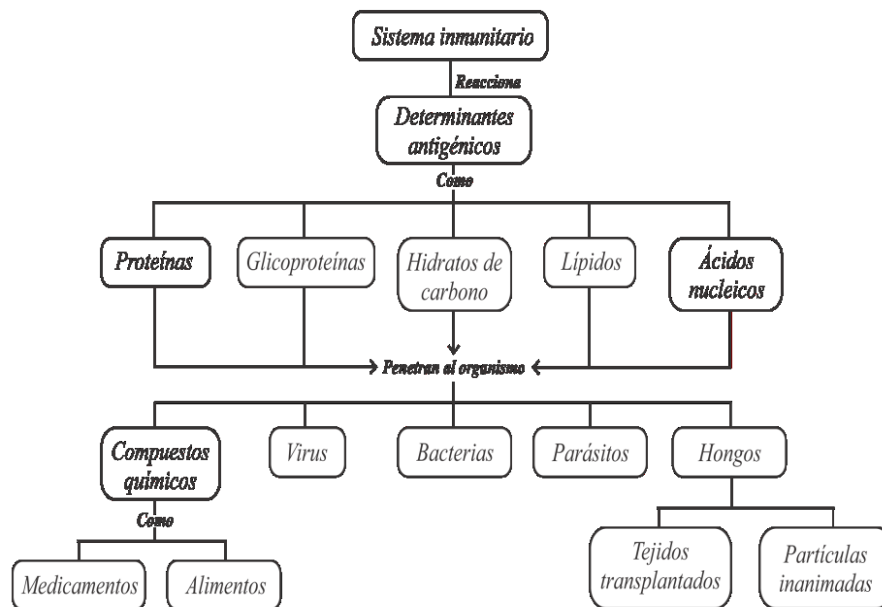 Sistema inmunitario
Reacciona
Determinantes
antigénicos
Como
Proteínas
Glicoproteínas
Hidratos de
carbono
Lípidos
Ácidos
nucleicos
Penetran al organismo
Compuestos
químicos
Virus
Bacterias
Parásitos
Hongos
Como
Medicamentos
Alimentos
Tejidos
transplantados
Partículas
inanimadas